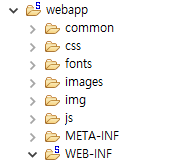 webapp
common
css
fonts
images
img
js
META-INF
WEB-INF